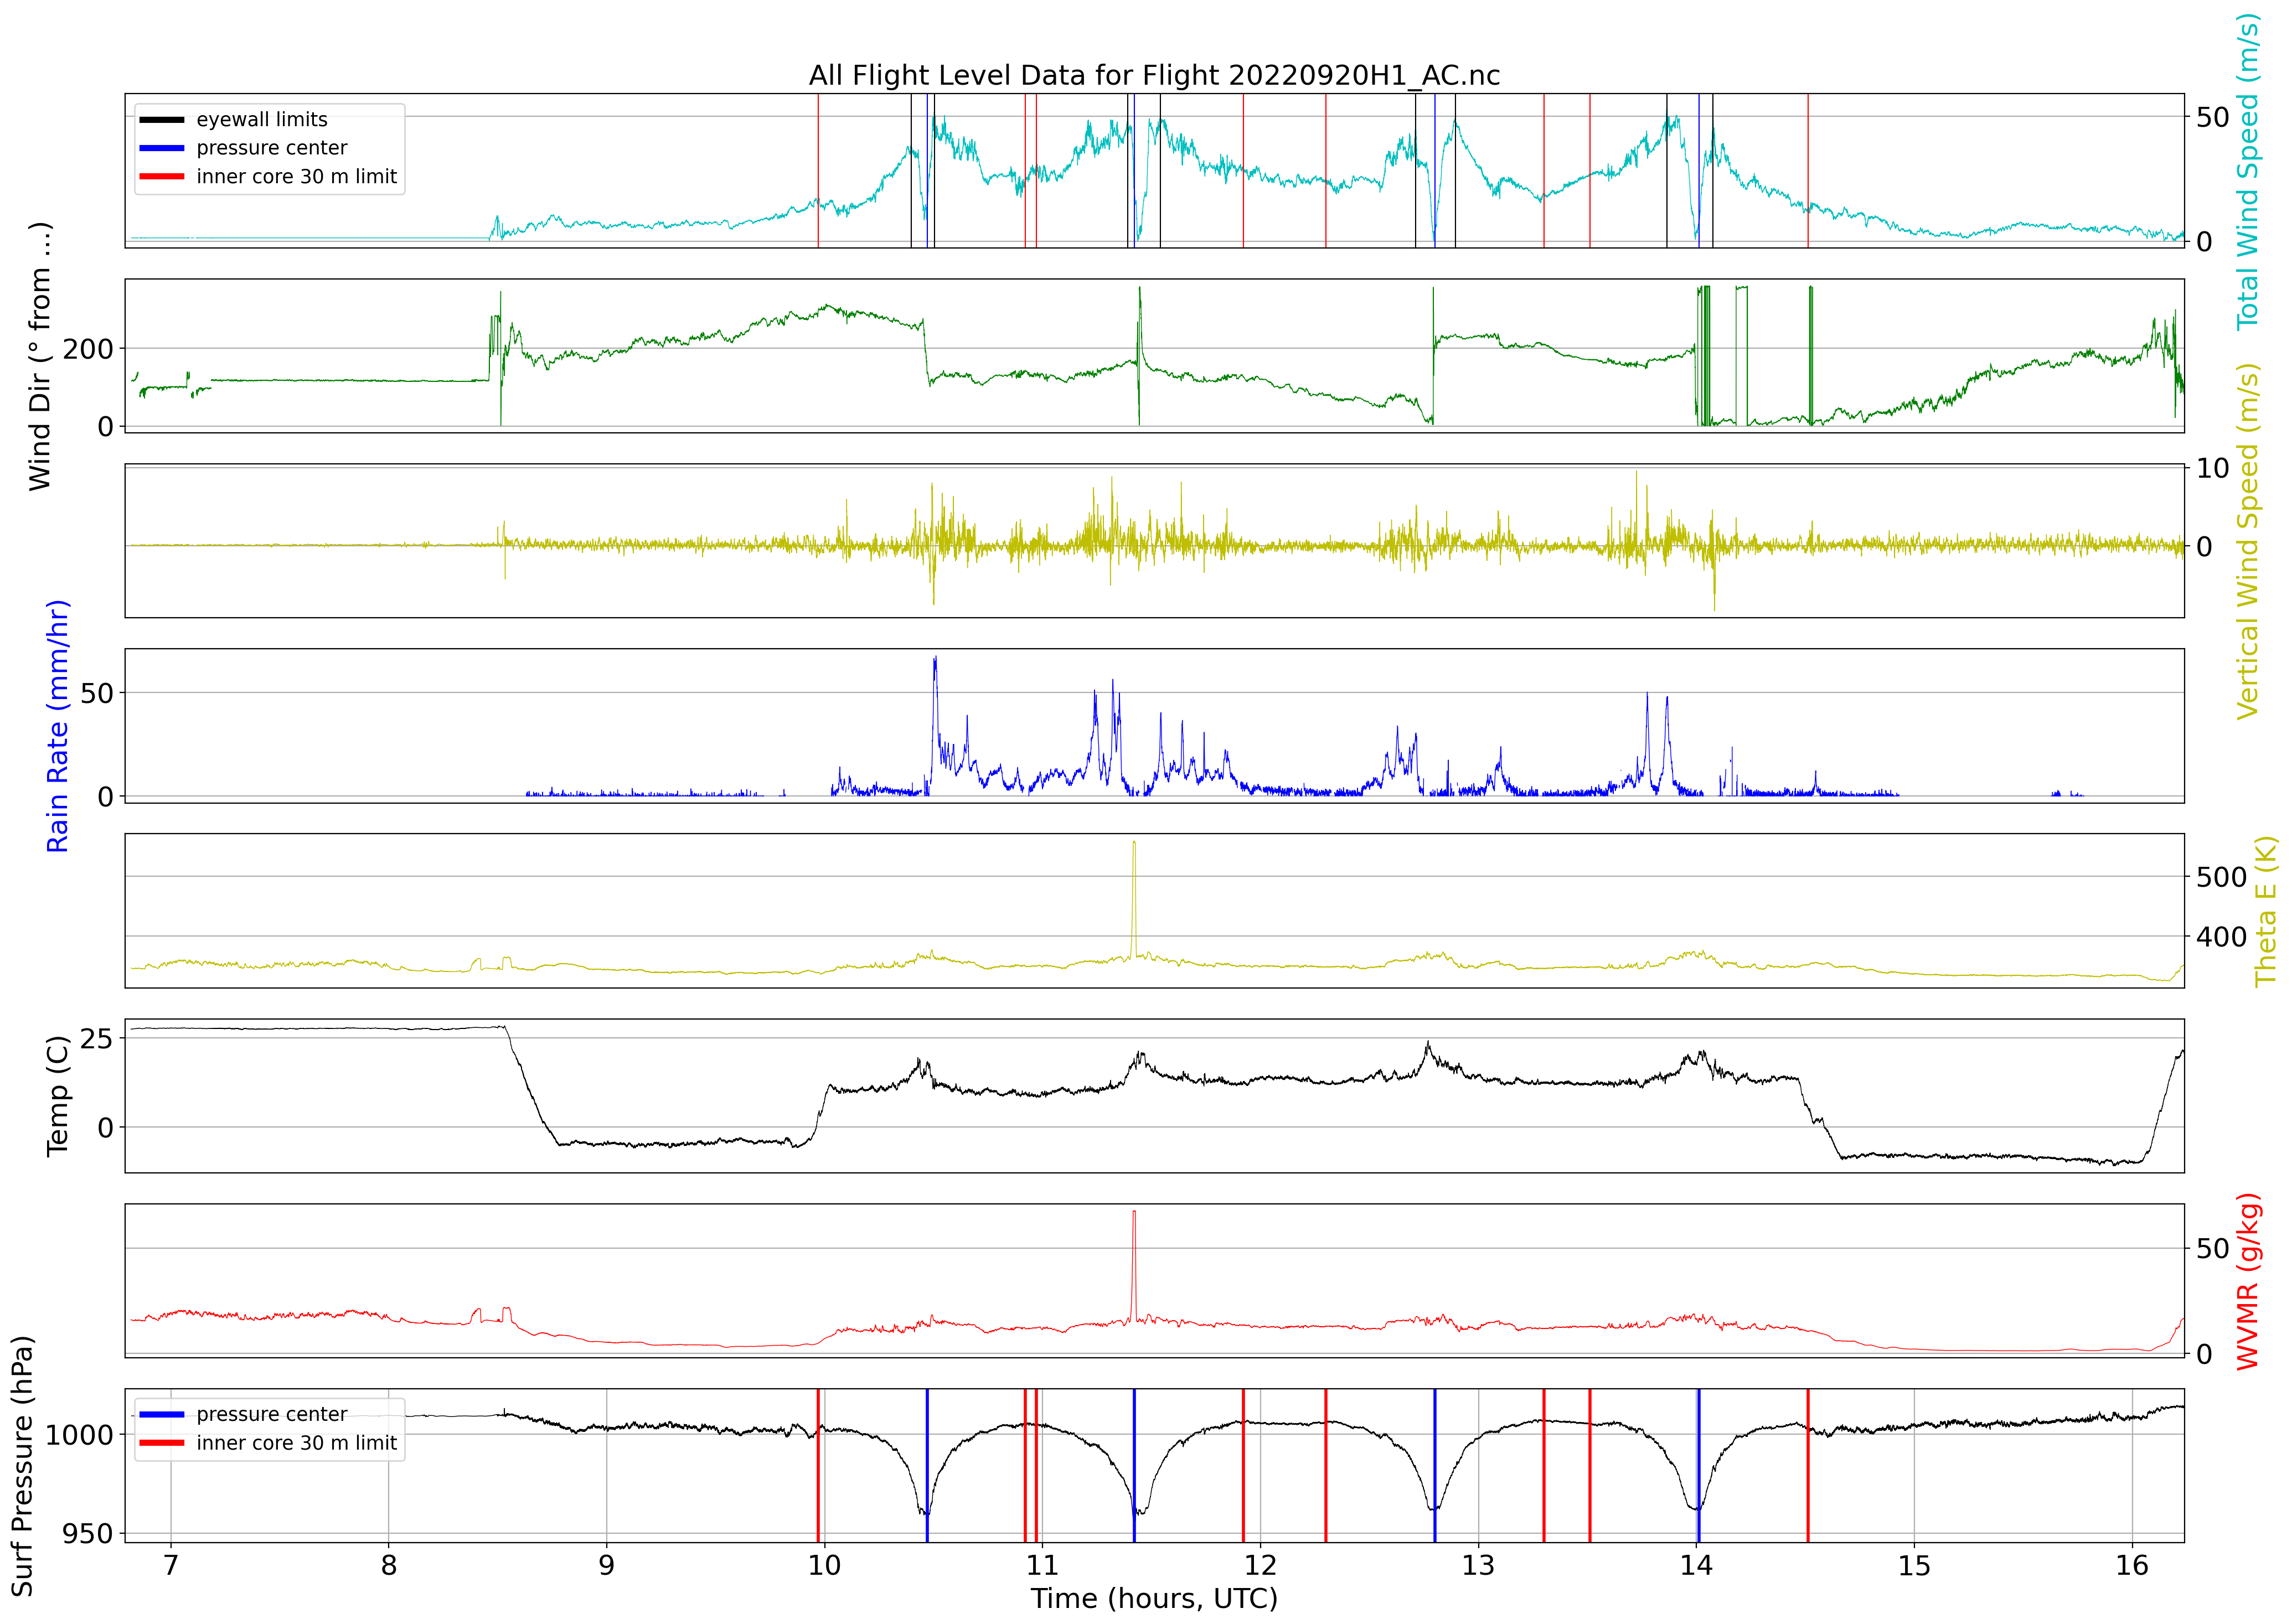 All Flight Level Data for Flight 20220920H1_AC.nc
eyewall limits
pressure center
inner core 30 m limit
50
0
Total Wind Speed (m/s)
Wind Dir (° from ...)
200
0
10
0
Vertical Wind Speed (m/s)
Rain Rate (mm/hr)
50
0
500
400
Theta E (K)
Temp (C)
25
0
50
0
WVMR (g/kg)
Surf Pressure (hPa)
1000
950
pressure center
inner core 30 m limit
7 8 9 10 11 12 13 14 15 16
Time (hours, UTC)